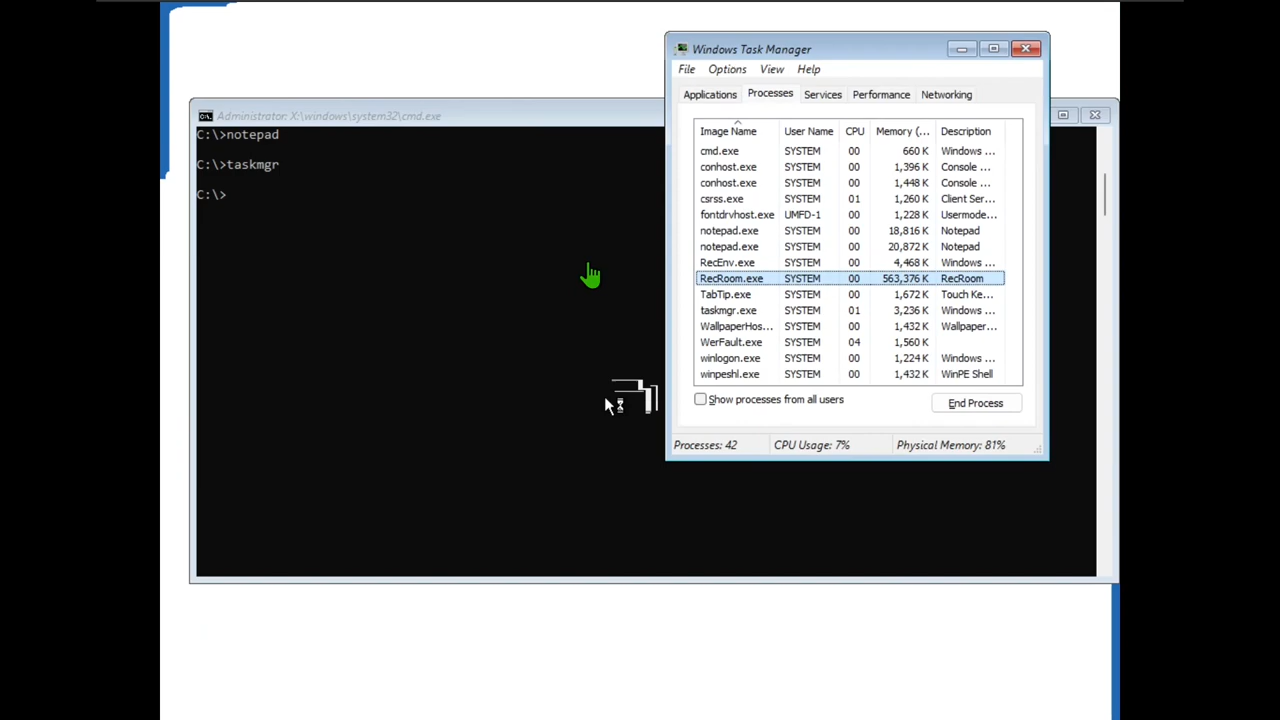 Windows Task Manager
File Options View Help
Applications Processes Services Performance Networking
Administrator: X:\windows\system32\cmd.exe
C:\>notepad
C:\>taskmgr
C:\>
Image Name User Name CPU Memory (... Description
cmd.exe SYSTEM 00 660 K Windows ...
conhost.exe SYSTEM 00 1,396 K Console ...
conhost.exe SYSTEM 00 1,448 K Console ...
csrss.exe SYSTEM 01 1,260 K Client Ser...
fontdrvhost.exe UMFD-1 00 1,228 K Usermode...
notepad.exe SYSTEM 00 18,816 K Notepad
notepad.exe SYSTEM 00 20,872 K Notepad
RecEnv.exe SYSTEM 00 4,468 K Windows ...
RecRoom.exe SYSTEM 00 563,376 K RecRoom
TabTip.exe SYSTEM 00 1,672 K Touch Ke...
taskmgr.exe SYSTEM 01 3,236 K Windows ...
WallpaperHos... SYSTEM 00 1,432 K Wallpaper...
WerFault.exe SYSTEM 04 1,560 K
winlogon.exe SYSTEM 00 1,224 K Windows ...
winpeshl.exe SYSTEM 00 1,432 K WinPE Shell
Show processes from all users
End Process
Processes: 42 CPU Usage: 7% Physical Memory: 81%